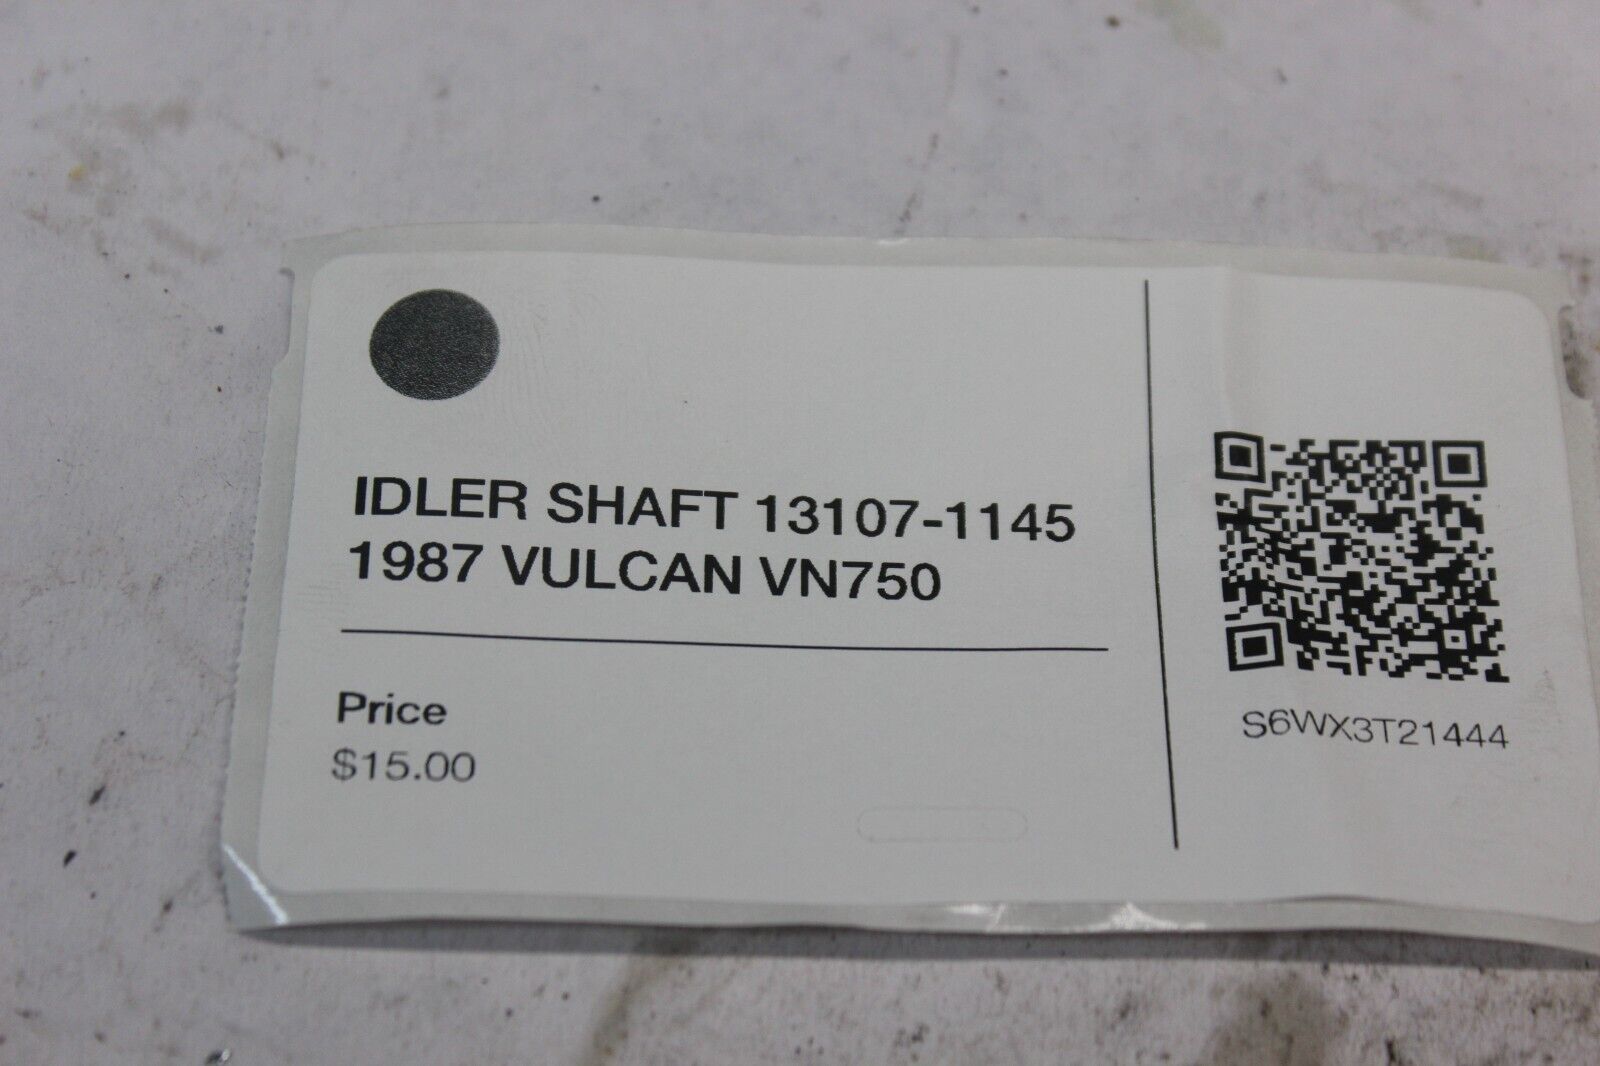 IDLER SHAFT 13107-1145
1987 VULCAN VN750
Price
$15.00
S6WX3T21444